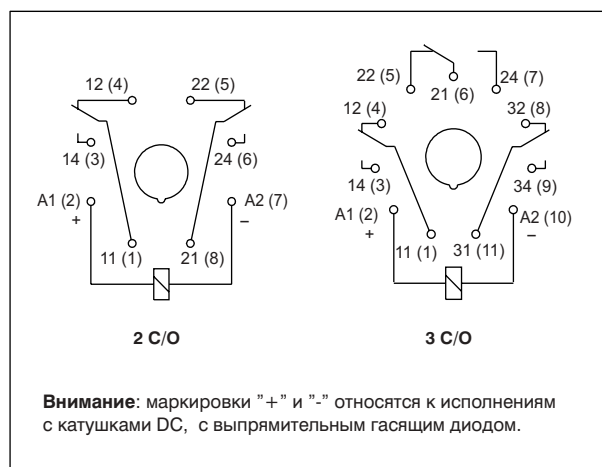 12 (4) 22 (5)
14 (3) 24 (6)
A1 (2) A2 (7)
+ –
11 (1) 21 (8)
2 C/O
22 (5) 21 (6) 24 (7)
12 (4) 32 (8)
14 (3) 34 (9)
A1 (2) A2 (10)
+ –
11 (1) 31 (11)
3 C/O
Внимание: маркировки "+" и "-" относятся к исполнениям
с катушками DC, с выпрямительным гасящим диодом.